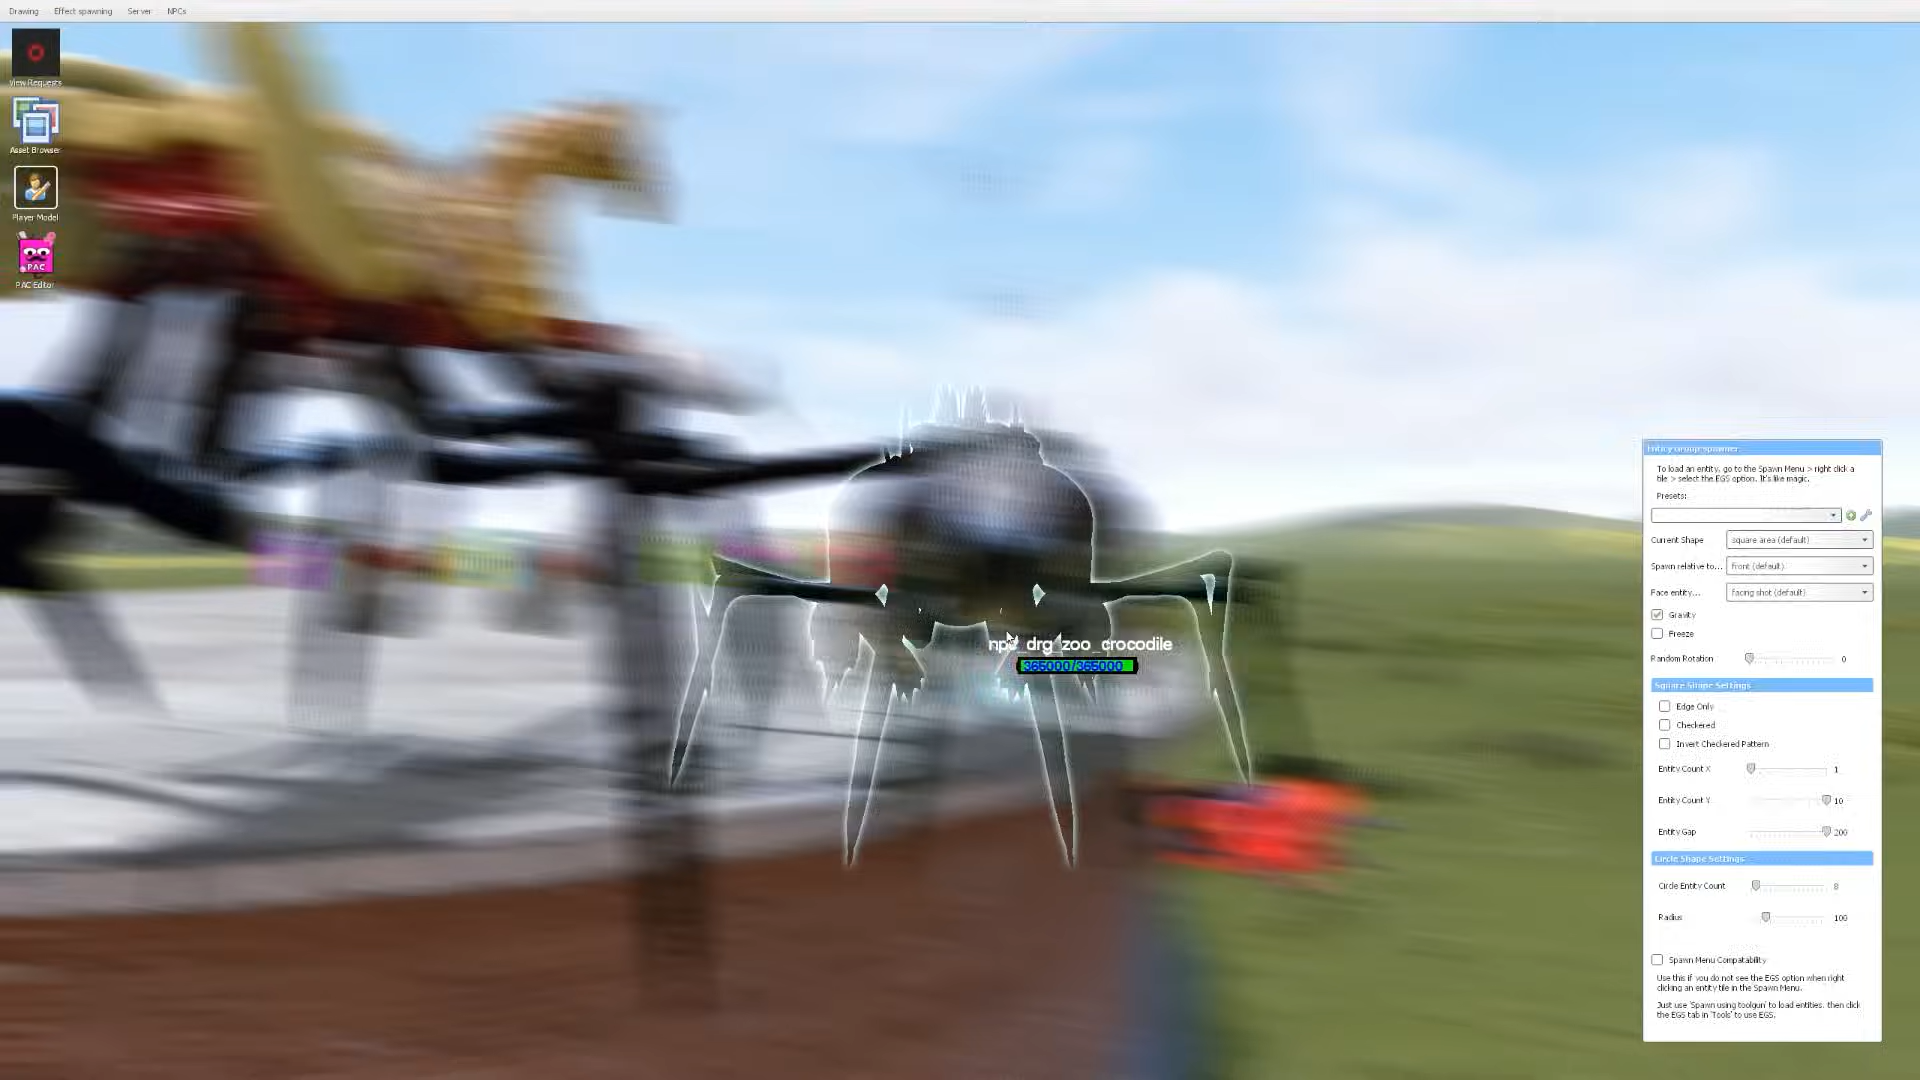 Drawing Effect spawning Server NPCs
View Requests
Asset Browser
Player Model
PAC
PAC Editor
npc_drg_zoo_crocodile
365000/365000
Entity Group Spawner
To load an entity, go to the Spawn Menu > right click a
tile > select the EGS option. It's like magic.
Presets:
Current Shape square area (default)
Spawn relative to... front (default)
Face entity... facing shot (default)
Gravity
Freeze
Random Rotation 0
Square Shape Settings
Edge Only
Checkered
Invert Checkered Pattern
Entity Count X 1
Entity Count Y 10
Entity Gap 200
Circle Shape Settings
Circle Entity Count 8
Radius 100
Spawn Menu Compatability
Use this if you do not see the EGS option when right
clicking an entity tile in the Spawn Menu.
Just use 'Spawn using toolgun' to load entities, then click
the EGS tab in 'Tools' to use EGS.